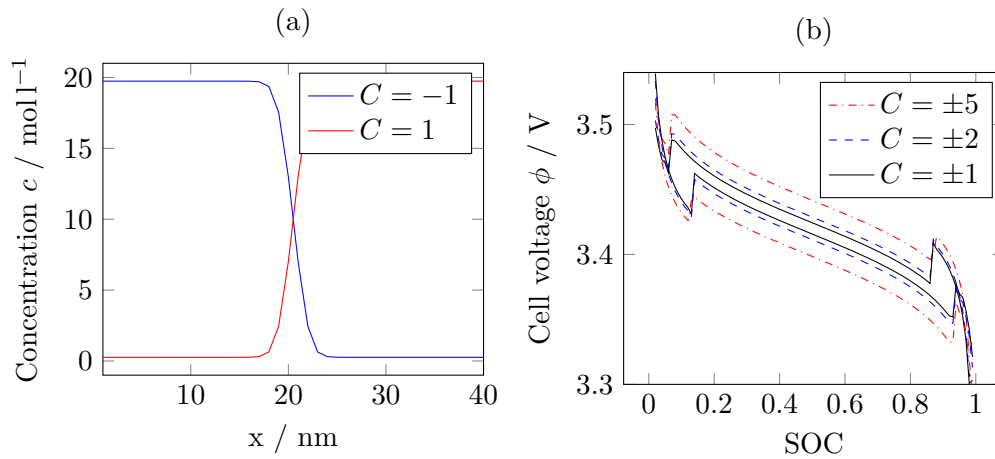 (a)
Concentration c / mol l⁻¹
20
15
10
5
0
C = −1
C = 1
10
20
30
40
x / nm
(b)
Cell voltage ϕ / V
3.5
3.4
3.3
C = ±5
C = ±2
C = ±1
0
0.2
0.4
0.6
0.8
1
SOC